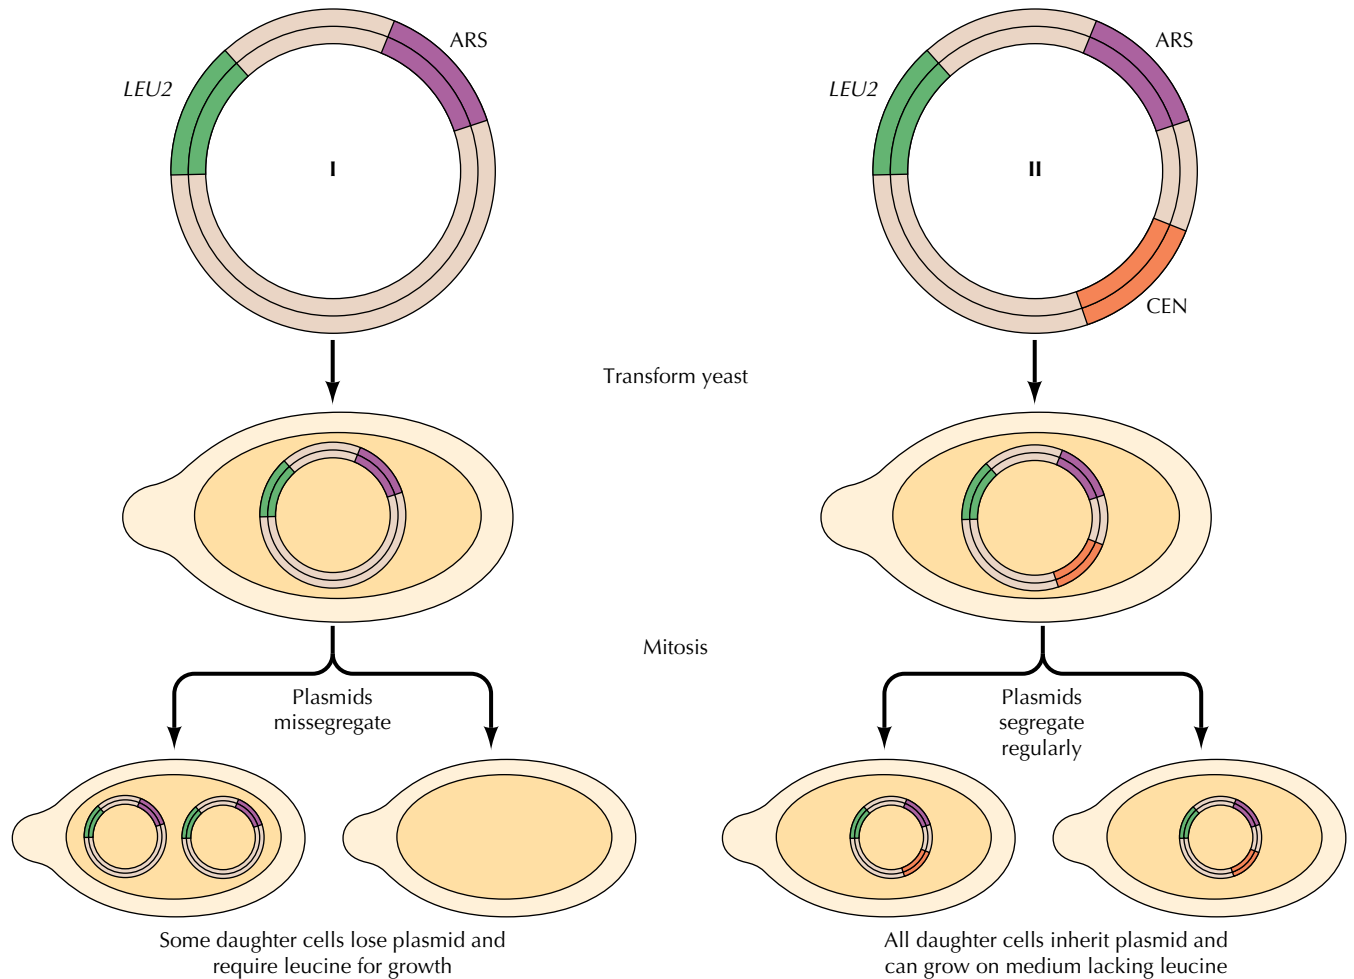 ARS
LEU2
I
ARS
LEU2
II
CEN
Transform yeast
Mitosis
Plasmids
missegregate
Plasmids
segregate
regularly
Some daughter cells lose plasmid and
require leucine for growth
All daughter cells inherit plasmid and
can grow on medium lacking leucine